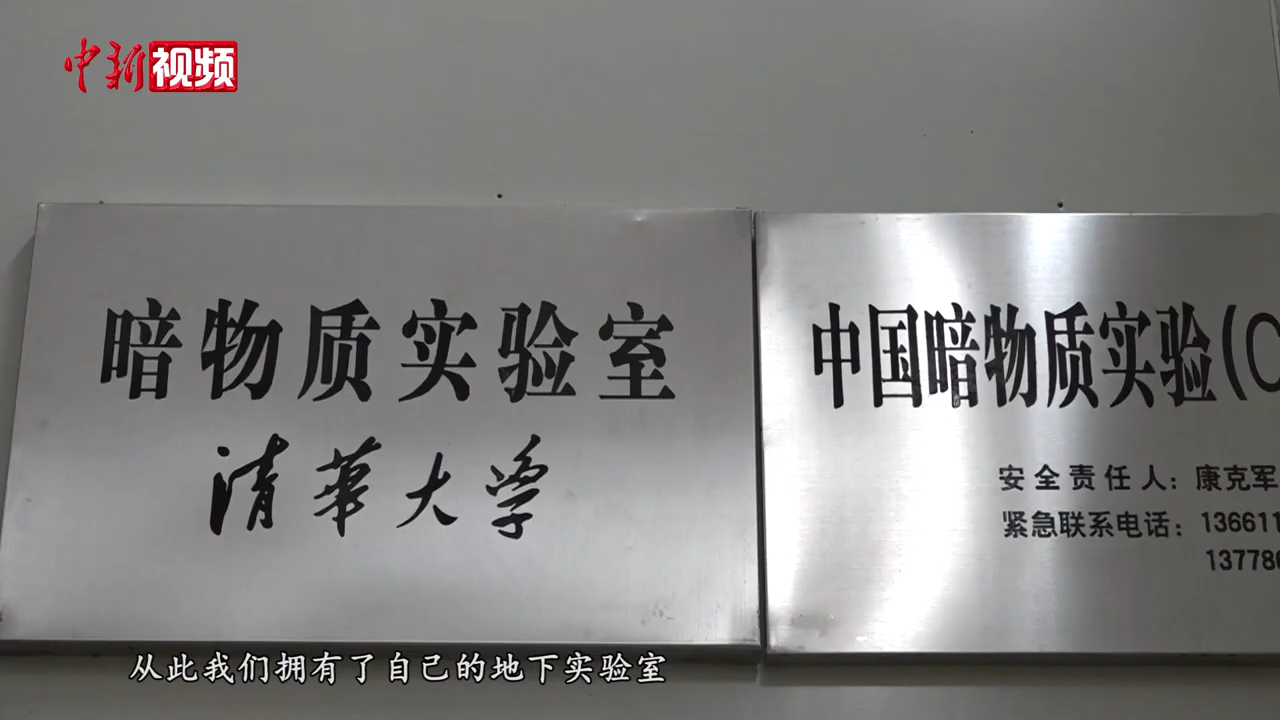 中新视频
暗物质实验室
清華大学
中国暗物质实验(C
安全责任人：康克军
紧急联系电话：136611
13778
从此我们拥有了自己的地下实验室